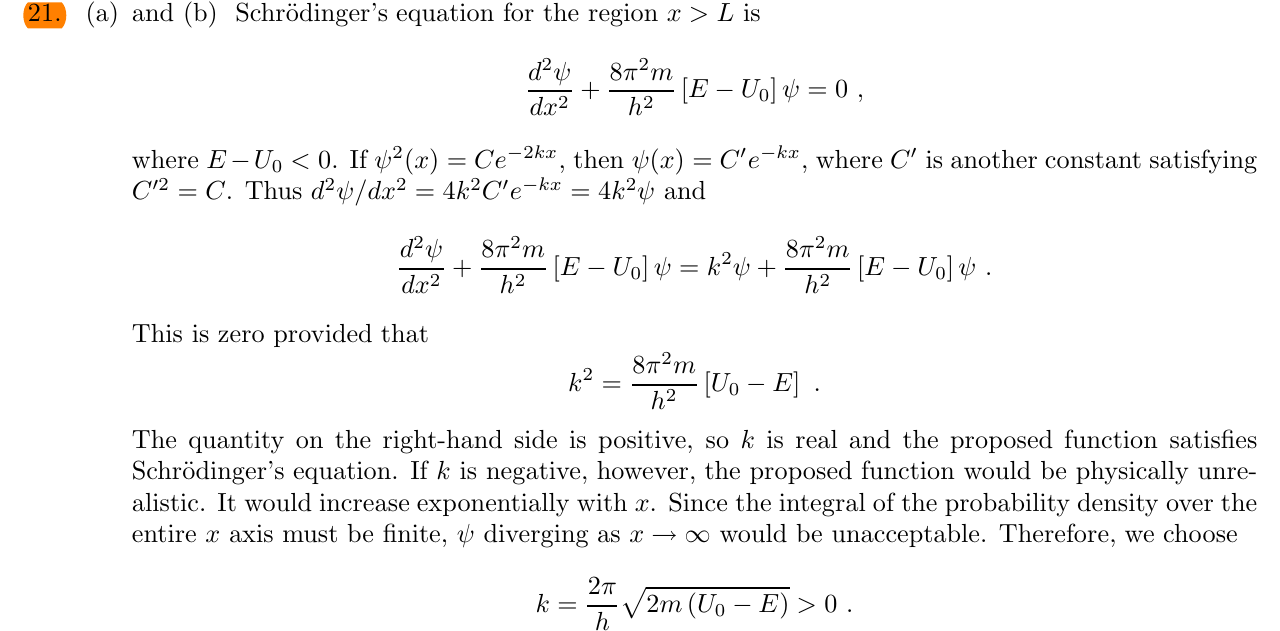 21. (a) and (b) Schrödinger's equation for the region x > L is
d²ψ/dx² + 8π²m/h² [E − U₀] ψ = 0 ,
where E − U₀ < 0. If ψ²(x) = Ce⁻²ᵏˣ, then ψ(x) = C′e⁻ᵏˣ, where C′ is another constant satisfying
C′² = C. Thus d²ψ/dx² = 4k²C′e⁻ᵏˣ = 4k²ψ and
d²ψ/dx² + 8π²m/h² [E − U₀] ψ = k²ψ + 8π²m/h² [E − U₀] ψ .
This is zero provided that
k² = 8π²m/h² [U₀ − E] .
The quantity on the right-hand side is positive, so k is real and the proposed function satisfies
Schrödinger's equation. If k is negative, however, the proposed function would be physically unre-
alistic. It would increase exponentially with x. Since the integral of the probability density over the
entire x axis must be finite, ψ diverging as x → ∞ would be unacceptable. Therefore, we choose
k = 2π/h √(2m (U₀ − E)) > 0 .